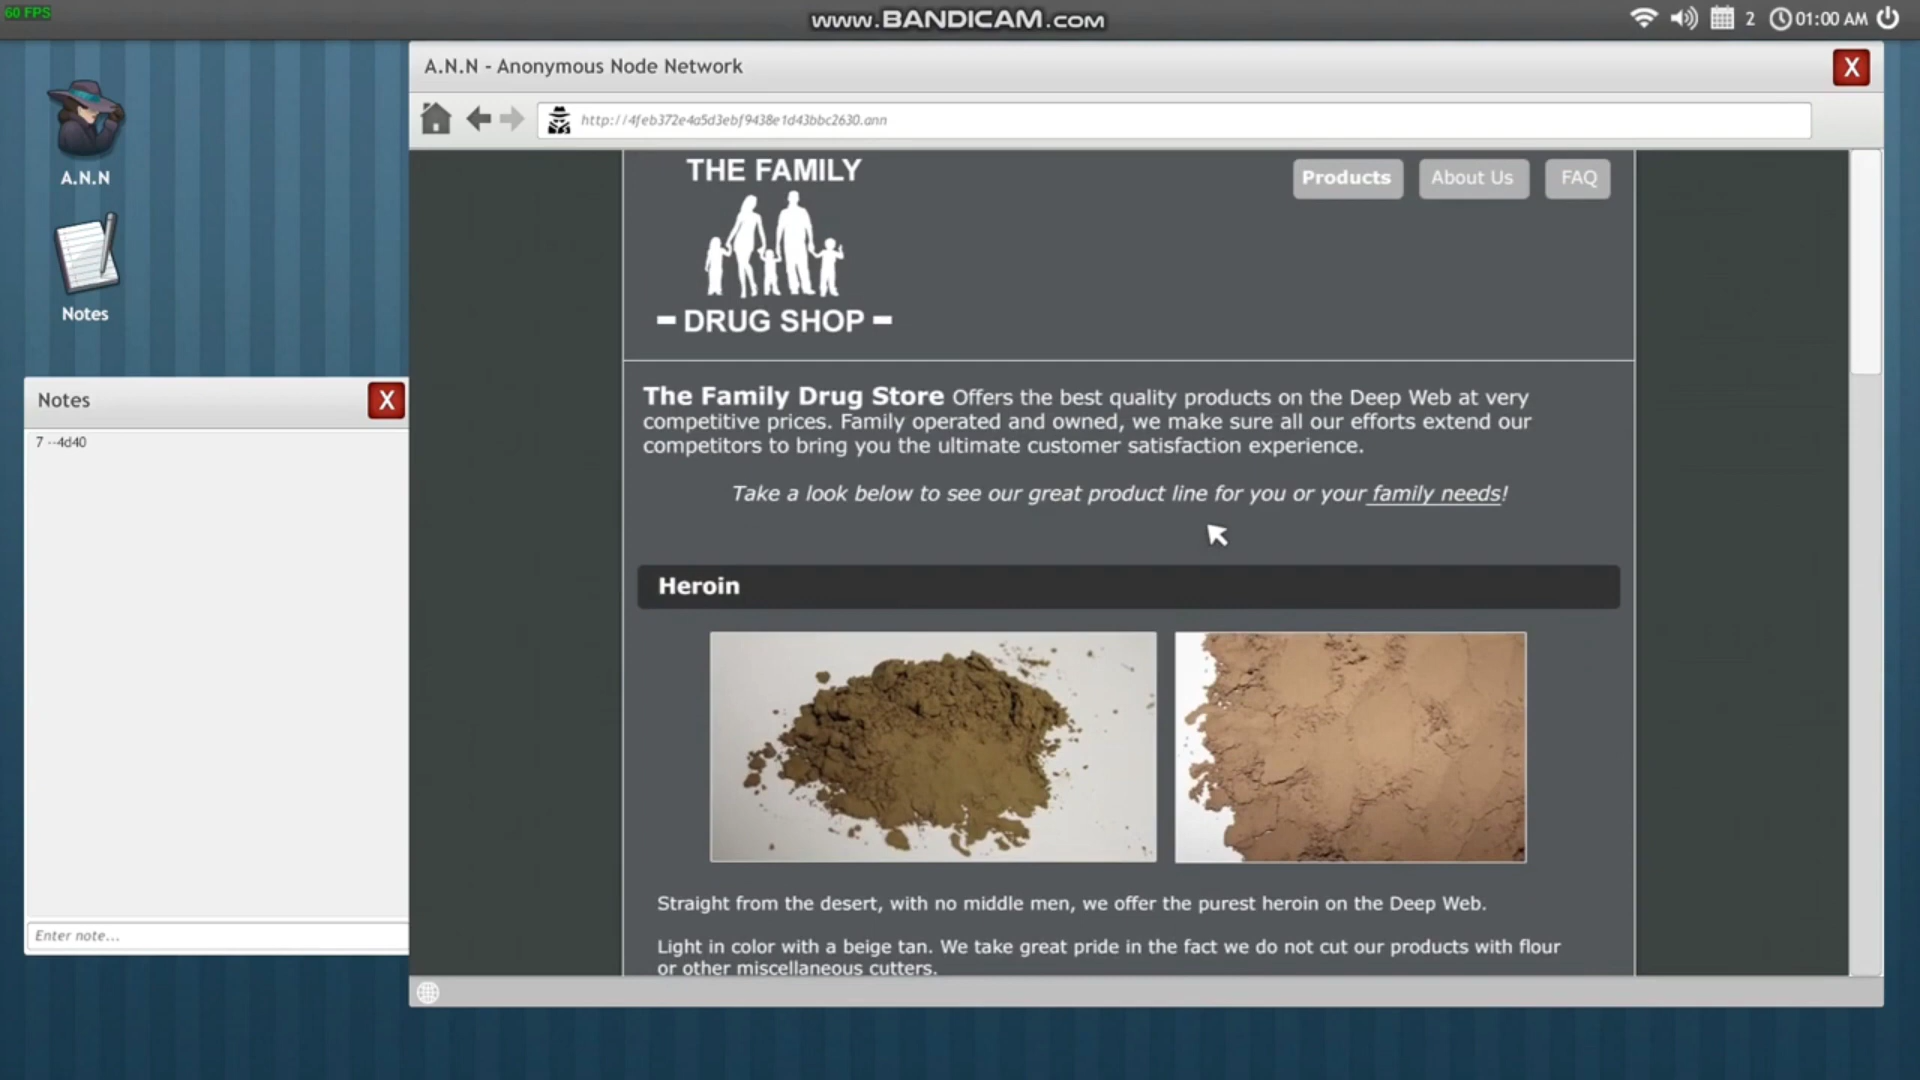 60 FPS
www.BANDICAM.com
2
01:00 AM
A.N.N - Anonymous Node Network
X
http://4feb372e4a5d3ebf9438e1d43bbc2630.ann
A.N.N
Notes
Notes
X
7 --4d40
Enter note...
THE FAMILY
- DRUG SHOP -
Products
About Us
FAQ
The Family Drug Store Offers the best quality products on the Deep Web at very
competitive prices. Family operated and owned, we make sure all our efforts extend our
competitors to bring you the ultimate customer satisfaction experience.
Take a look below to see our great product line for you or your family needs!
Heroin
Straight from the desert, with no middle men, we offer the purest heroin on the Deep Web.
Light in color with a beige tan. We take great pride in the fact we do not cut our products with flour
or other miscellaneous cutters.